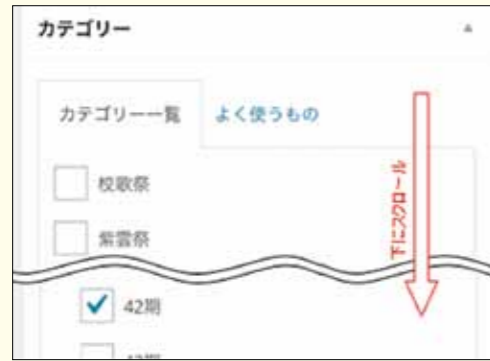 カテゴリー
カテゴリー一覧
よく使うもの
校歌祭
紫雲祭
下にスクロール
42期